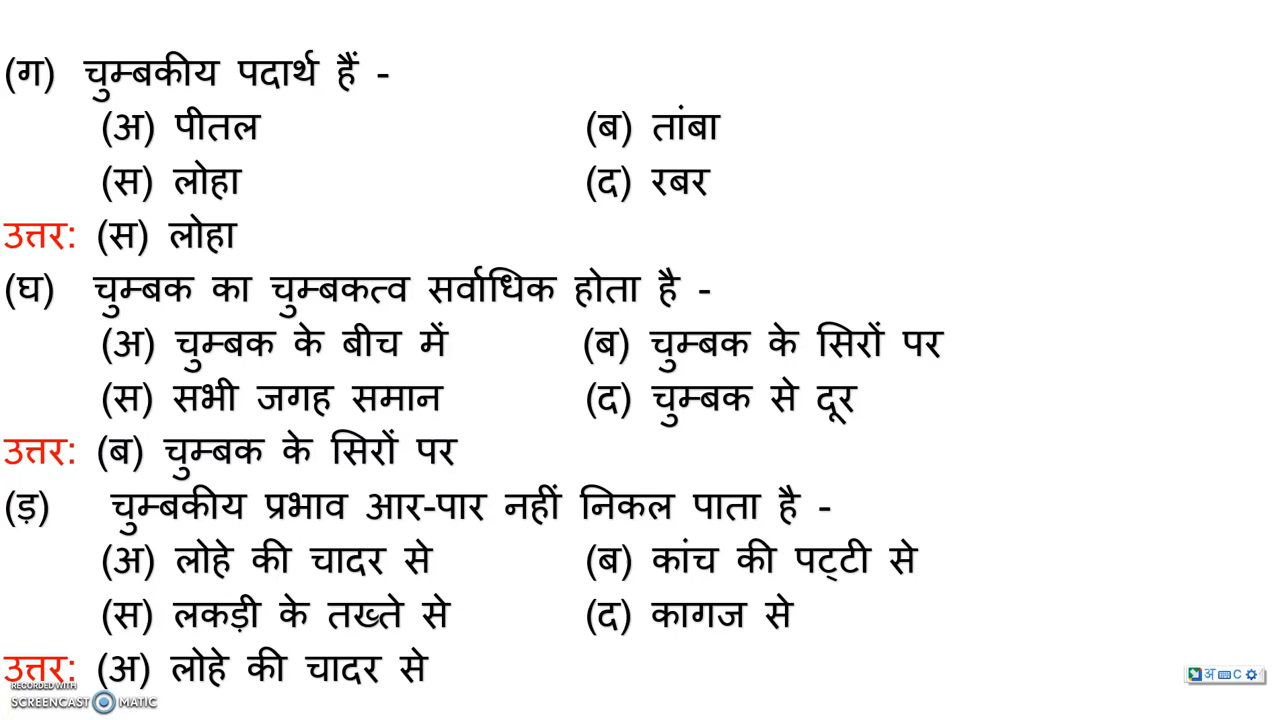 (ग) चुम्बकीय पदार्थ हैं -
(अ) पीतल (ब) तांबा
(स) लोहा (द) रबर
उत्तर: (स) लोहा
(घ) चुम्बक का चुम्बकत्व सर्वाधिक होता है -
(अ) चुम्बक के बीच में (ब) चुम्बक के सिरों पर
(स) सभी जगह समान (द) चुम्बक से दूर
उत्तर: (ब) चुम्बक के सिरों पर
(ड़) चुम्बकीय प्रभाव आर-पार नहीं निकल पाता है -
(अ) लोहे की चादर से (ब) कांच की पट्टी से
(स) लकड़ी के तख्ते से (द) कागज से
उत्तर: (अ) लोहे की चादर से
RECORDED WITH
SCREENCAST MATIC
अ C